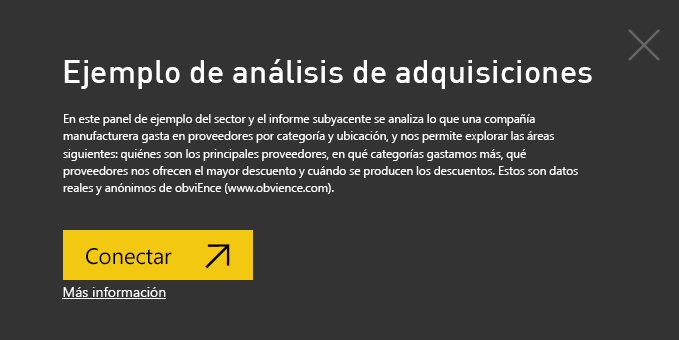 Ejemplo de análisis de adquisiciones
En este panel de ejemplo del sector y el informe subyacente se analiza lo que una compañía
manufacturera gasta en proveedores por categoría y ubicación, y nos permite explorar las áreas
siguientes: quiénes son los principales proveedores, en qué categorías gastamos más, qué
proveedores nos ofrecen el mayor descuento y cuándo se producen los descuentos. Estos son datos
reales y anónimos de obviEnce (www.obvience.com).
Conectar
Más información